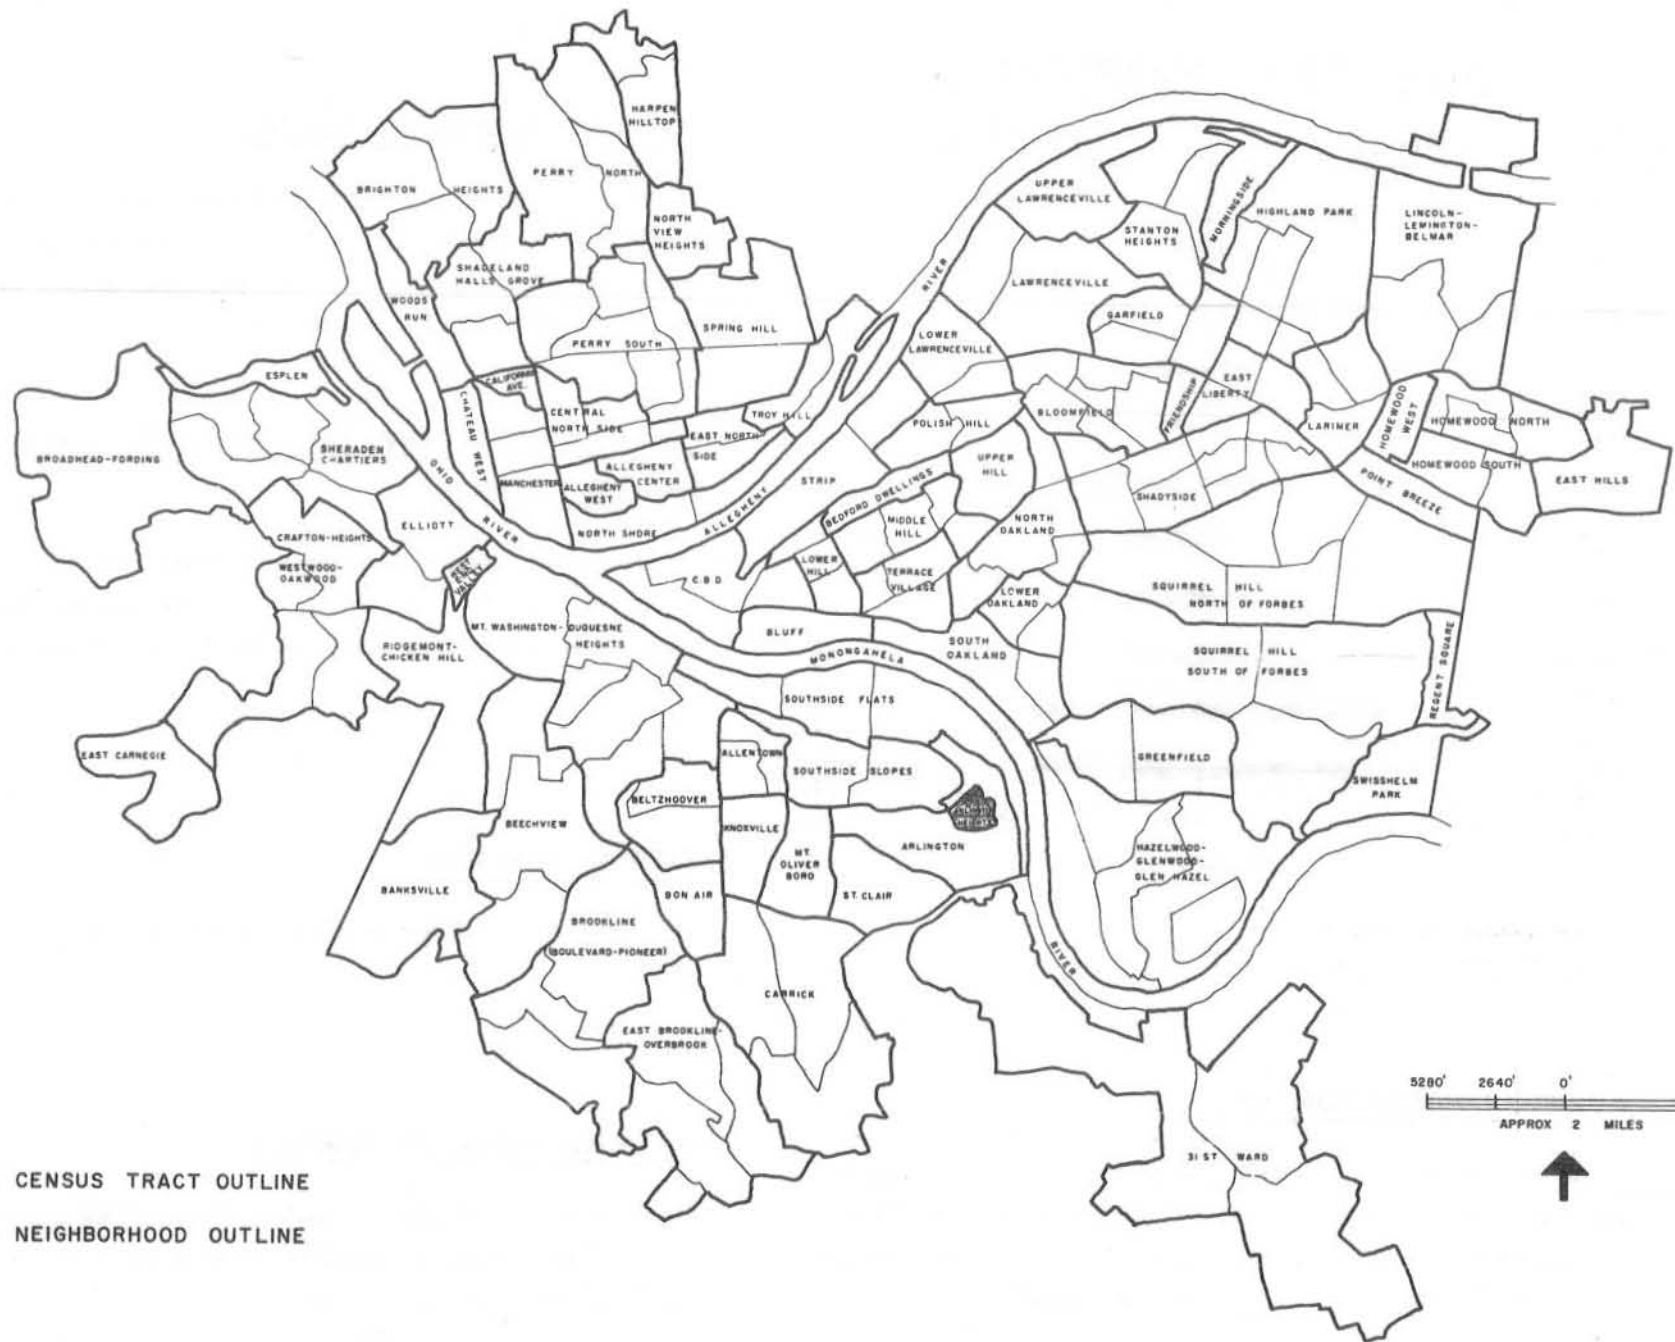 HARPEN
HILLTOP
PERRY NORTH
BRIGHTON HEIGHTS
NORTH
VIEW
HEIGHTS
SHADELAND
HALLS GROVE
WOODS
RUN
PERRY SOUTH
SPRING HILL
CALIFORNIA
AVE.
CHATEAU WEST
CENTRAL
NORTH SIDE
TROY HILL
EAST NORTH
SIDE
ALLEGHENY
CENTER
MANCHESTER
ALLEGHENY
WEST
NORTH SHORE
ALLEGHENY
RIVER
OHIO
RIVER
ESPLEN
BROADHEAD-FORDING
SHERADEN
CHARTIERS
ELLIOTT
CRAFTON-HEIGHTS
WESTWOOD-
OAKWOOD
WEST
END
VALLEY
RIDGEMONT-
CHICKEN HILL
EAST CARNEGIE
MT. WASHINGTON - DUQUESNE
HEIGHTS
UPPER
LAWRENCEVILLE
STANTON
HEIGHTS
MORNINGSIDE
HIGHLAND PARK
LINCOLN-
LEMINGTON-
BELMAR
LAWRENCEVILLE
GARFIELD
LOWER
LAWRENCEVILLE
EAST
LIBERTY
FRIENDSHIP
BLOOMFIELD
POLISH HILL
LARIMER
HOMEWOOD
WEST
HOMEWOOD NORTH
HOMEWOOD SOUTH
EAST HILLS
POINT BREEZE
SHADYSIDE
UPPER
HILL
STRIP
BEDFORD DWELLINGS
MIDDLE
HILL
NORTH
OAKLAND
LOWER
HILL
TERRACE
VILLAGE
C.B.D.
LOWER
OAKLAND
SQUIRREL HILL
NORTH OF FORBES
BLUFF
SOUTH
OAKLAND
SQUIRREL HILL
SOUTH OF FORBES
REGENT SQUARE
MONONGAHELA
RIVER
SOUTHSIDE FLATS
ALLENTOWN
SOUTHSIDE SLOPES
GREENFIELD
SWISSHELM
PARK
BELTZHOOVER
BEECHVIEW
KNOXVILLE
HEIGHTS
ARLINGTON
MT.
OLIVER
BORO
HAZELWOOD-
GLENWOOD-
GLEN HAZEL
BANKSVILLE
BON AIR
ST. CLAIR
BROOKLINE
(BOULEVARD-PIONEER)
CARRICK
EAST BROOKLINE-
OVERBROOK
31ST WARD
5280' 2640' 0'
APPROX 2 MILES
CENSUS TRACT OUTLINE
NEIGHBORHOOD OUTLINE